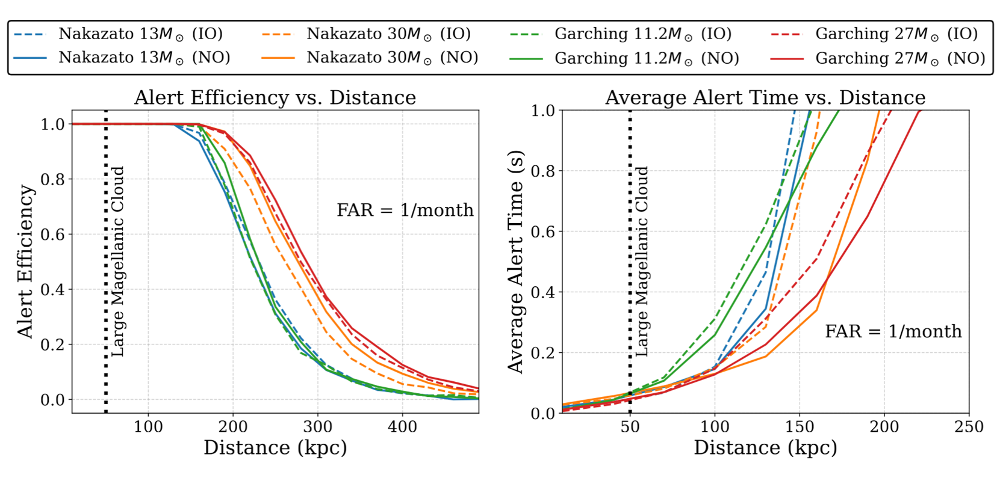 Nakazato 13M⊙ (IO)
Nakazato 30M⊙ (IO)
Garching 11.2M⊙ (IO)
Garching 27M⊙ (IO)
Nakazato 13M⊙ (NO)
Nakazato 30M⊙ (NO)
Garching 11.2M⊙ (NO)
Garching 27M⊙ (NO)
Alert Efficiency vs. Distance
Alert Efficiency
1.0
0.8
0.6
0.4
0.2
0.0
Large Magellanic Cloud
FAR = 1/month
100 200 300 400
Distance (kpc)
Average Alert Time vs. Distance
Average Alert Time (s)
1.0
0.8
0.6
0.4
0.2
0.0
Large Magellanic Cloud
FAR = 1/month
50 100 150 200 250
Distance (kpc)